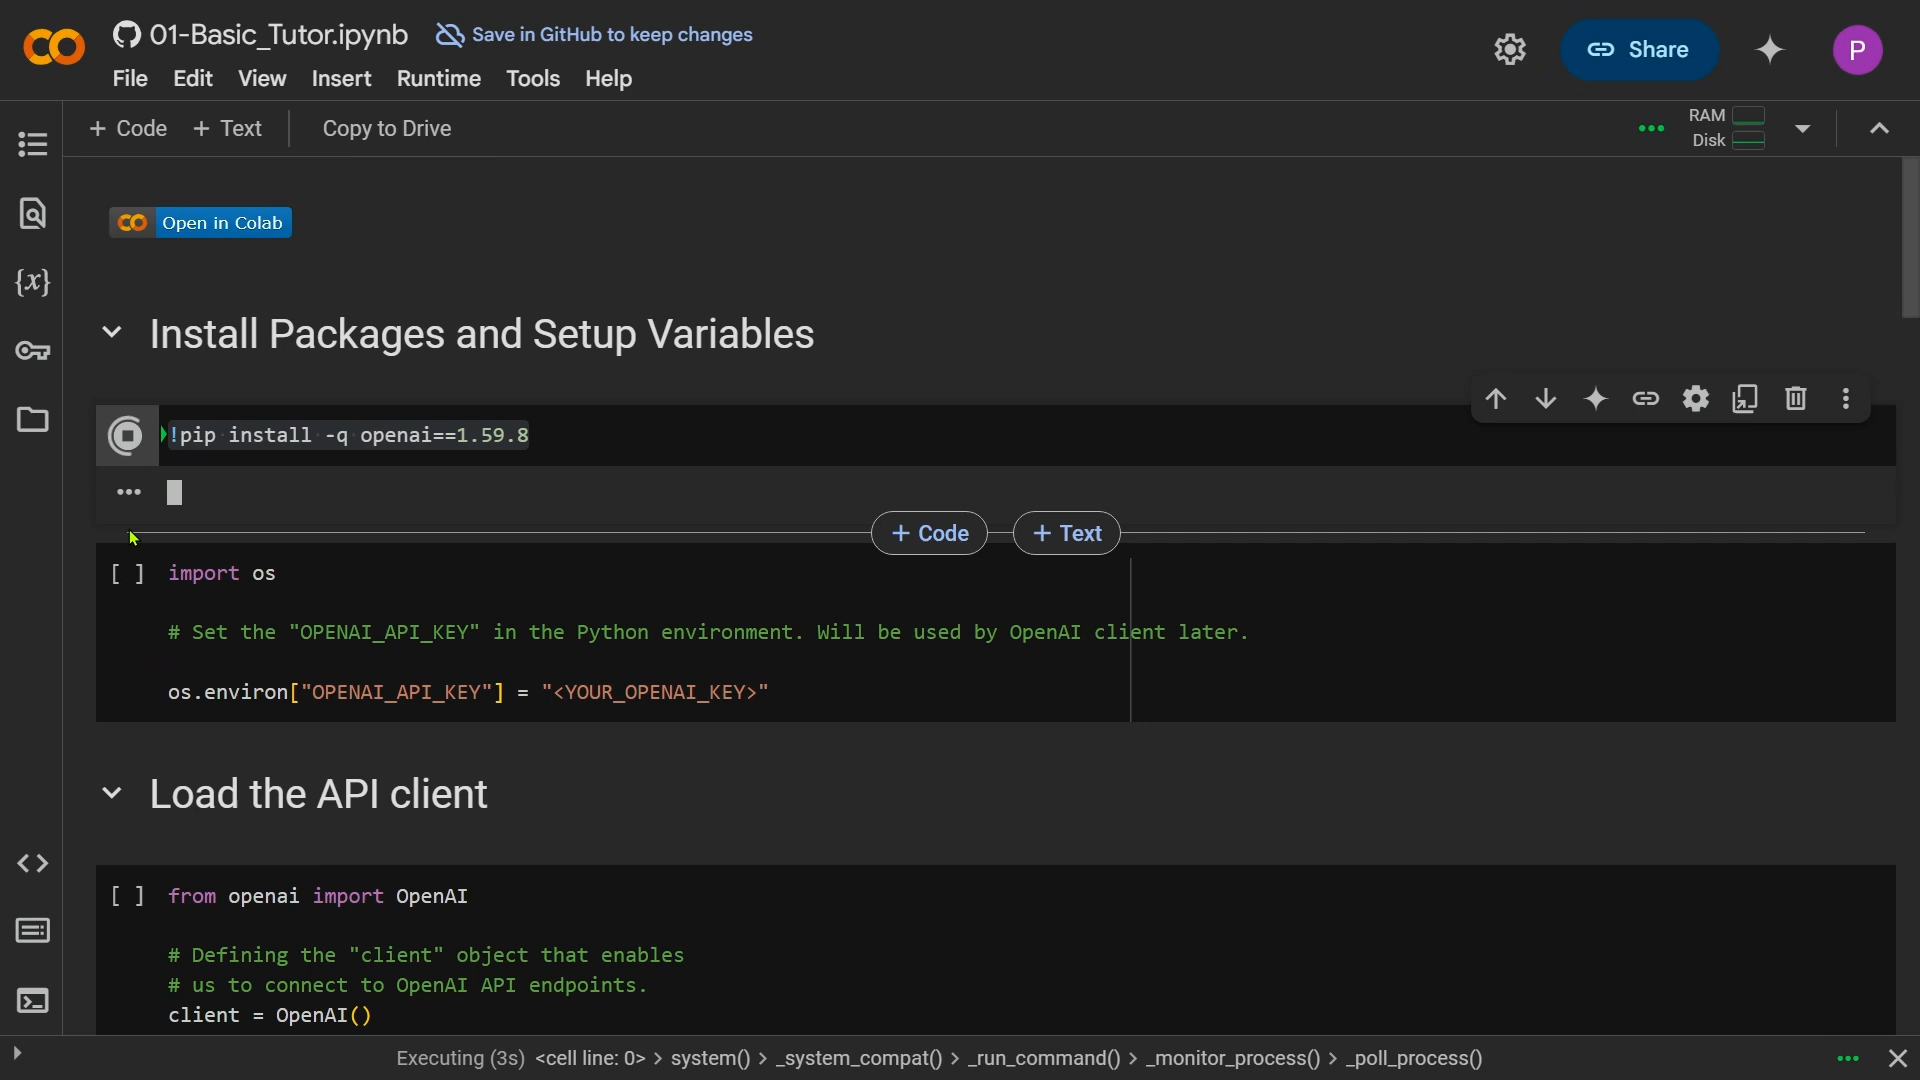 01-Basic_Tutor.ipynb
Save in GitHub to keep changes
Share
P
File Edit View Insert Runtime Tools Help
+ Code + Text Copy to Drive
RAM
Disk
Open in Colab
{x}
Install Packages and Setup Variables
!pip install -q openai==1.59.8
+ Code + Text
[ ] import os
# Set the "OPENAI_API_KEY" in the Python environment. Will be used by OpenAI client later.
os.environ["OPENAI_API_KEY"] = "<YOUR_OPENAI_KEY>"
Load the API client
[ ] from openai import OpenAI
# Defining the "client" object that enables
# us to connect to OpenAI API endpoints.
client = OpenAI()
Executing (3s) <cell line: 0> > system() > _system_compat() > _run_command() > _monitor_process() > _poll_process()